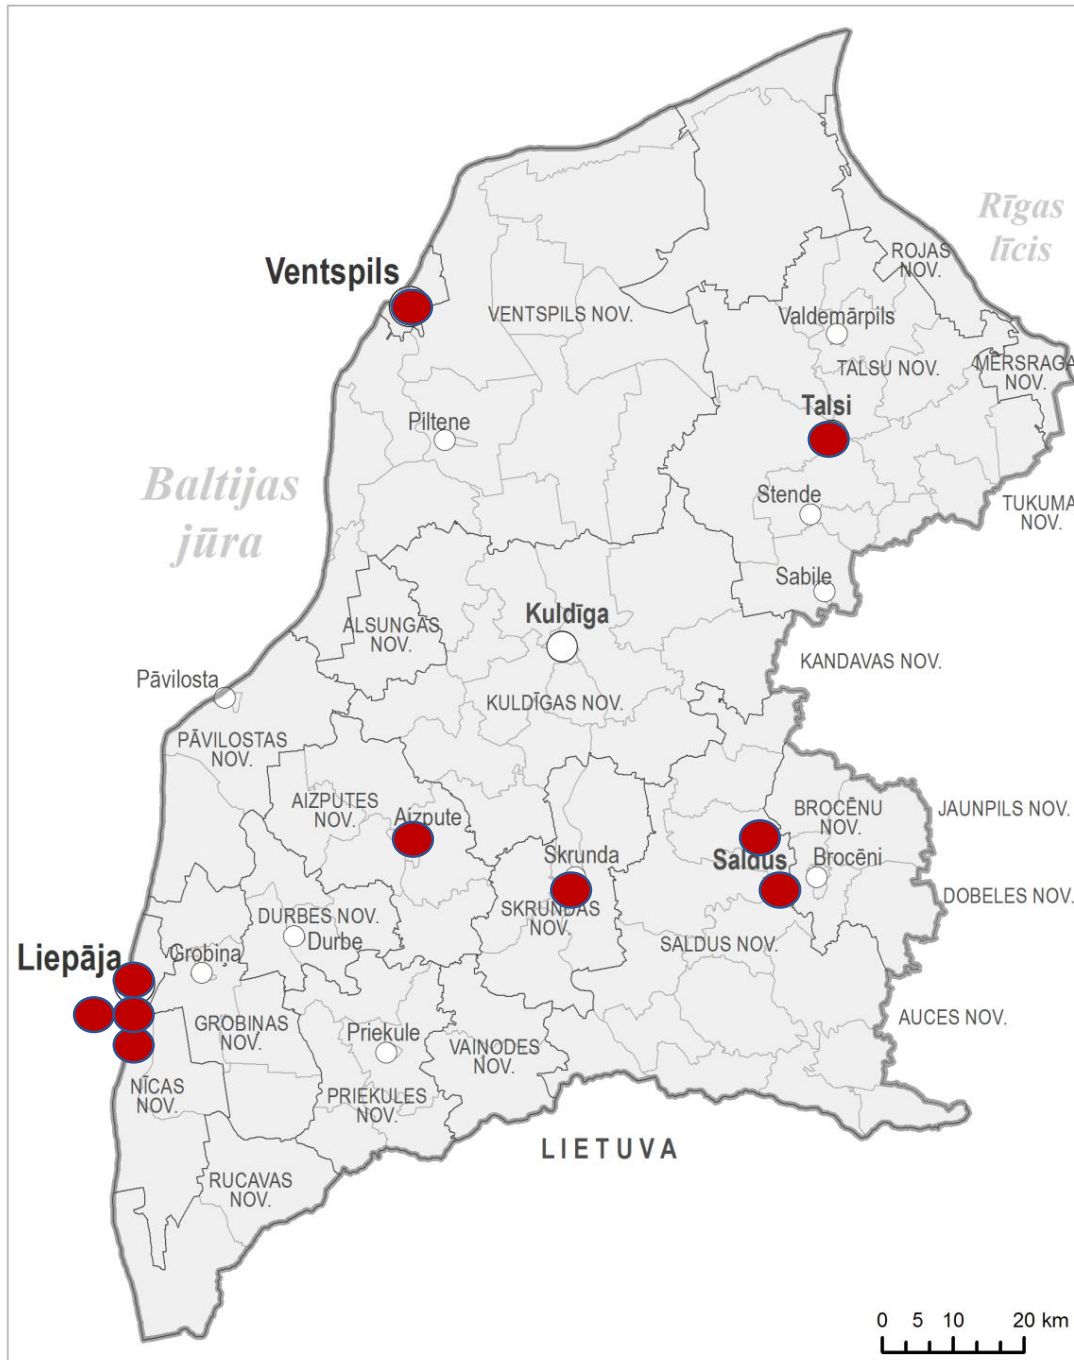 Rīgas
līcis
ROJAS
NOV.
Ventspils
VENTSPILS NOV.
Valdemārpils
TALSU NOV.
MĒRSRAGA
NOV.
Talsi
Piltene
Baltijas
jūra
Stende
TUKUMA
NOV.
Sabile
Kuldīga
ALSUNGAS
NOV.
KANDAVAS NOV.
Pāvilosta
KULDĪGAS NOV.
PĀVILOSTAS
NOV.
AIZPUTES
NOV.
Aizpute
BROCĒNU
NOV.
JAUNPILS NOV.
Skrunda
Saldus
Brocēni
DOBELES NOV.
SKRUNDAS
NOV.
DURBES NOV.
Durbe
SALDUS NOV.
Liepāja
Grobiņa
AUCES NOV.
GROBIŅAS
NOV.
Priekule
VAIŅODES
NOV.
NĪCAS
NOV.
PRIEKULES
NOV.
LIETUVA
RUCAVAS
NOV.
0 5 10 20 km